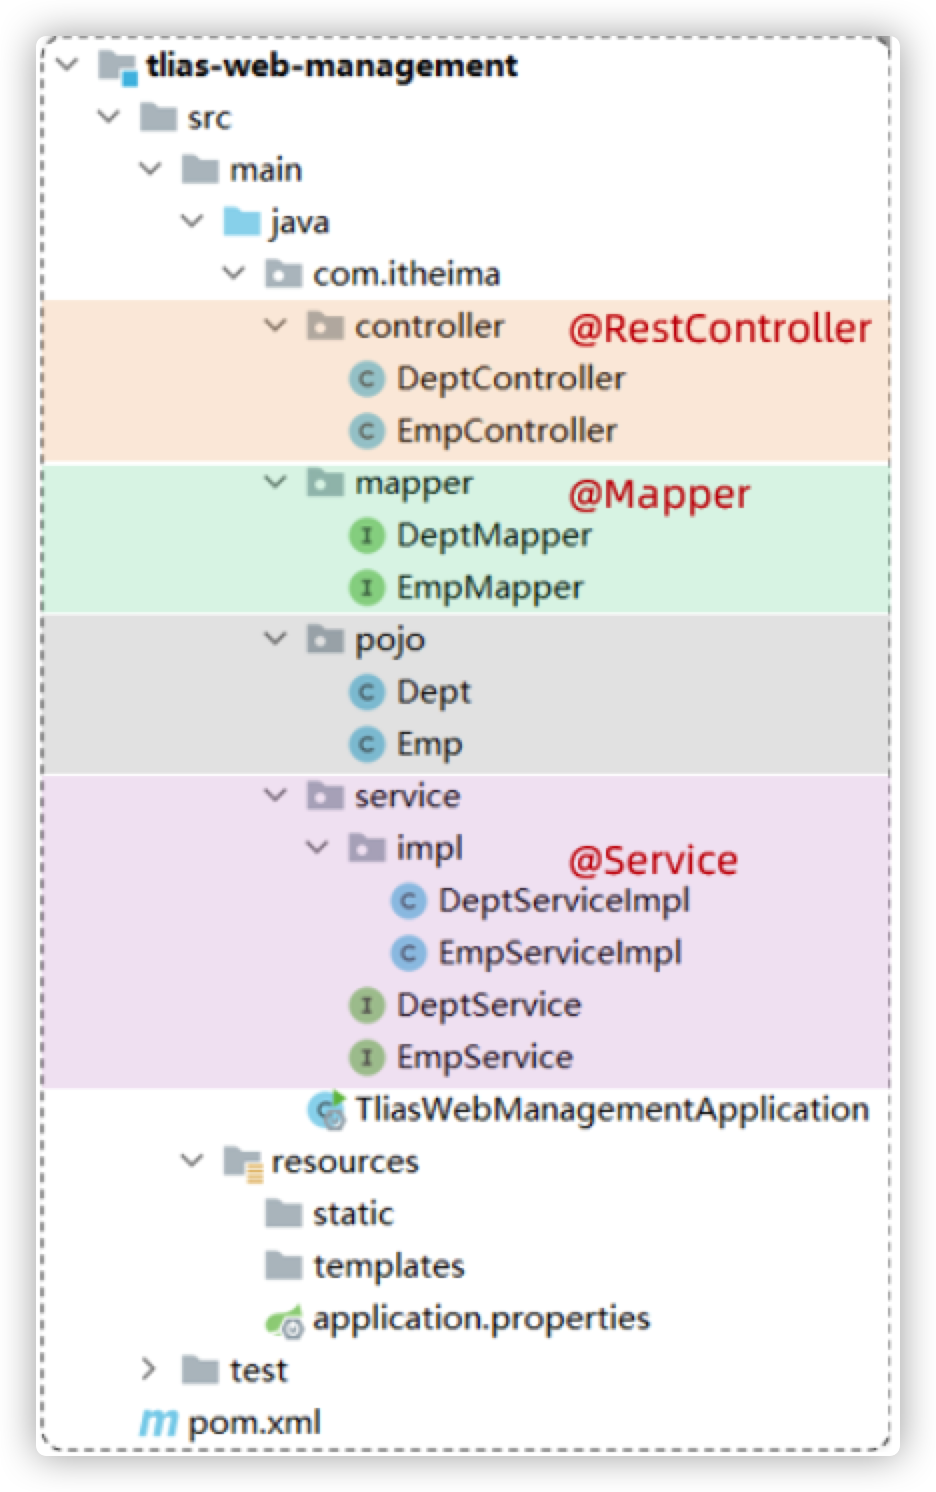 tlias-web-management
src
main
java
com.itheima
controller @RestController
C DeptController
C EmpController
mapper @Mapper
I DeptMapper
I EmpMapper
pojo
C Dept
C Emp
service
impl @Service
C DeptServiceImpl
C EmpServiceImpl
I DeptService
I EmpService
C TliasWebManagementApplication
resources
static
templates
application.properties
test
m pom.xml